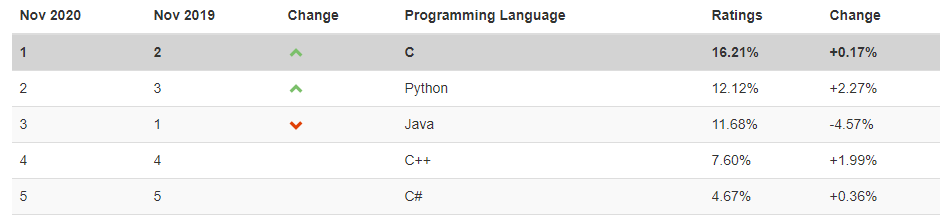 Nov 2020 Nov 2019 Change Programming Language Ratings Change
1 2 C 16.21% +0.17%
2 3 Python 12.12% +2.27%
3 1 Java 11.68% -4.57%
4 4 C++ 7.60% +1.99%
5 5 C# 4.67% +0.36%